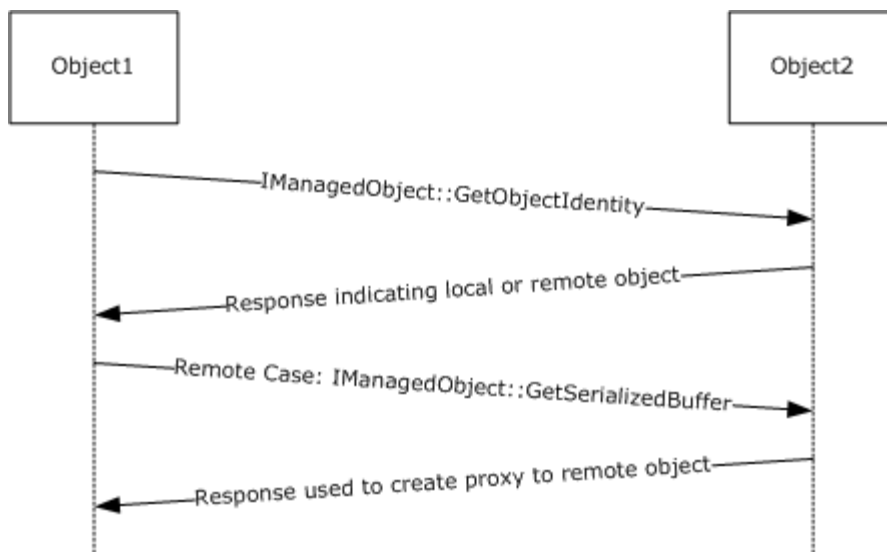 Object1
Object2
IManagedObject::GetObjectIdentity
Response indicating local or remote object
Remote Case: IManagedObject::GetSerializedBuffer
Response used to create proxy to remote object